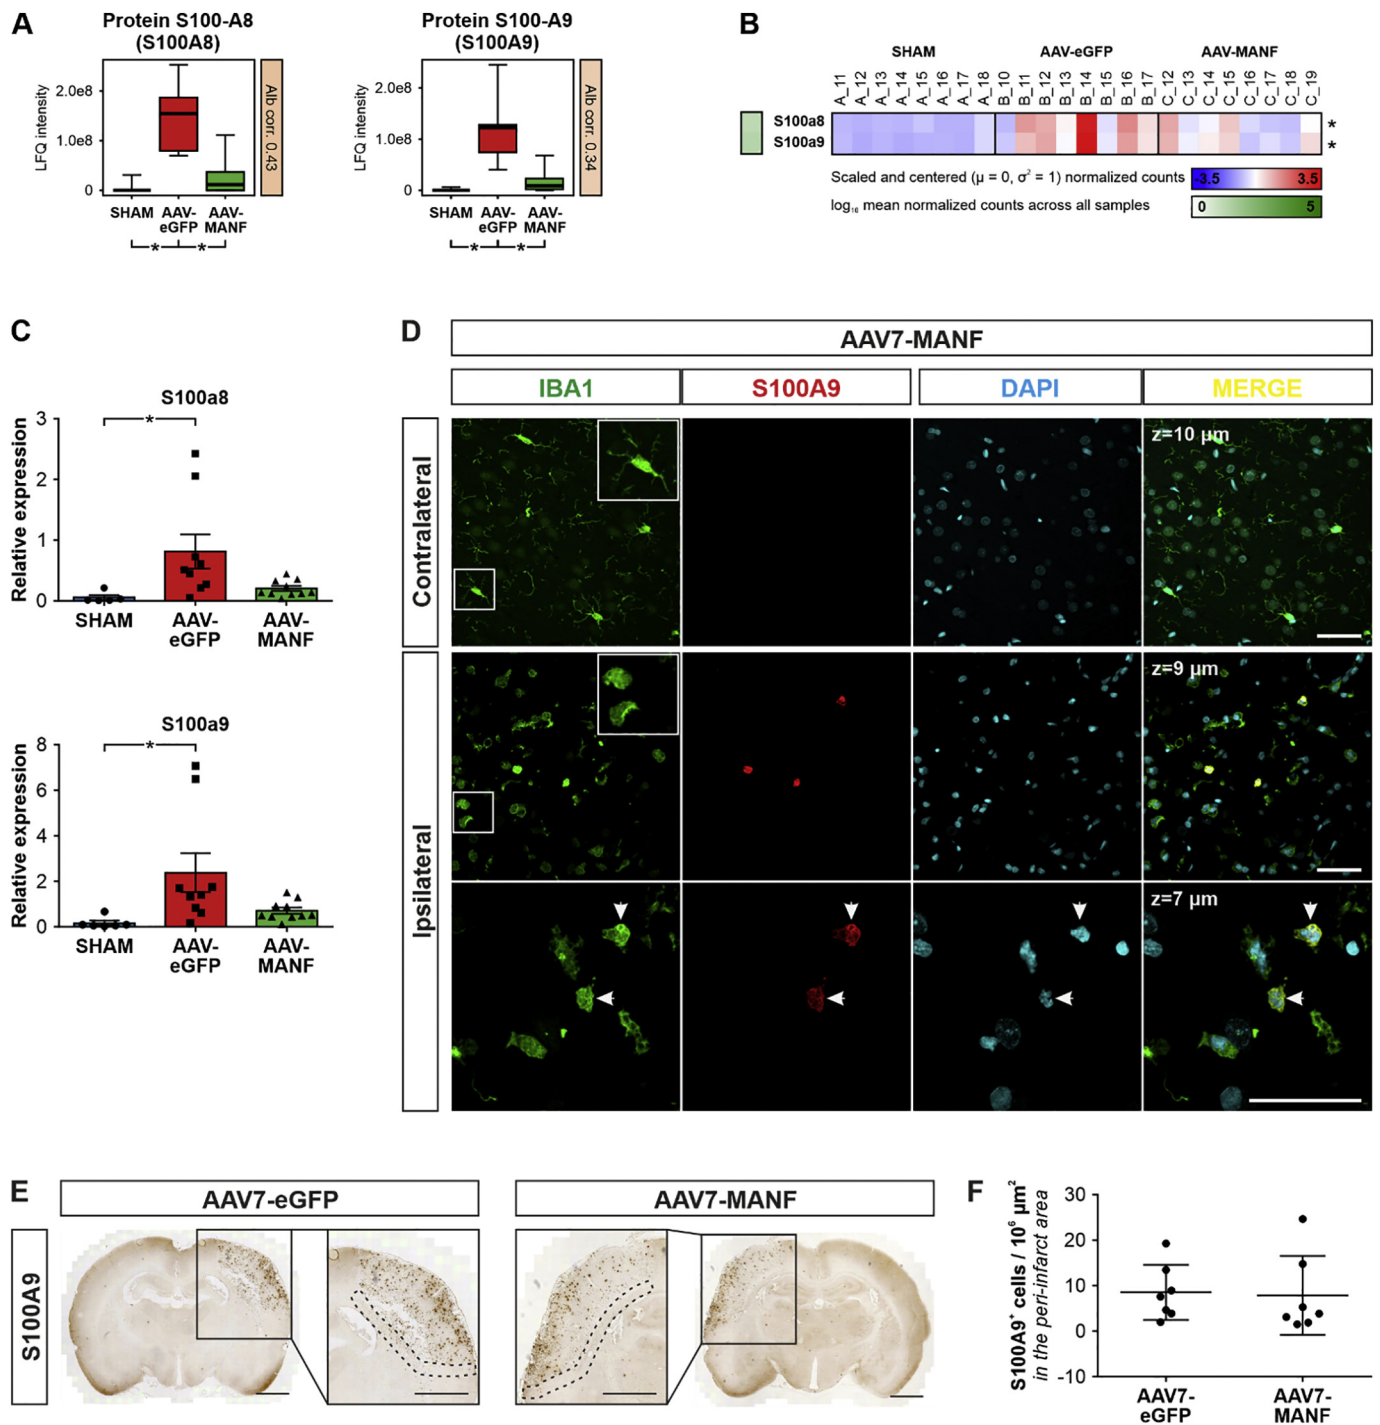 A
Protein S100-A8
(S100A8)
LFQ intensity
2.0e8
1.0e8
0
Alb corr. 0.43
SHAM AAV-eGFP AAV-MANF
* *
Protein S100-A9
(S100A9)
LFQ intensity
2.0e8
1.0e8
0
Alb corr. 0.34
SHAM AAV-eGFP AAV-MANF
* *
B
SHAM AAV-eGFP AAV-MANF
A_11 A_12 A_13 A_14 A_15 A_16 A_17 A_18 B_10 B_11 B_12 B_13 B_14 B_15 B_16 B_17 C_12 C_13 C_14 C_15 C_16 C_17 C_18 C_19
S100a8 *
S100a9 *
Scaled and centered (μ = 0, σ² = 1) normalized counts -3.5 3.5
log₁₀ mean normalized counts across all samples 0 5
C
S100a8
Relative expression
3
2
1
0
*
SHAM AAV-eGFP AAV-MANF
S100a9
Relative expression
8
6
4
2
0
*
SHAM AAV-eGFP AAV-MANF
D
AAV7-MANF
IBA1 S100A9 DAPI MERGE
Contralateral
z=10 μm
Ipsilateral
z=9 μm
z=7 μm
E
AAV7-eGFP AAV7-MANF
S100A9
F
S100A9⁺ cells / 10⁶ μm²
in the peri-infarct area
30
20
10
0
-10
AAV7-eGFP AAV7-MANF